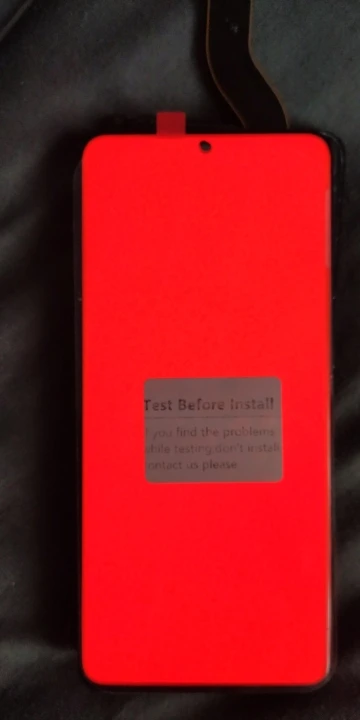 Test Before Install
f you find the problems
hile testing don't install
ontact us please